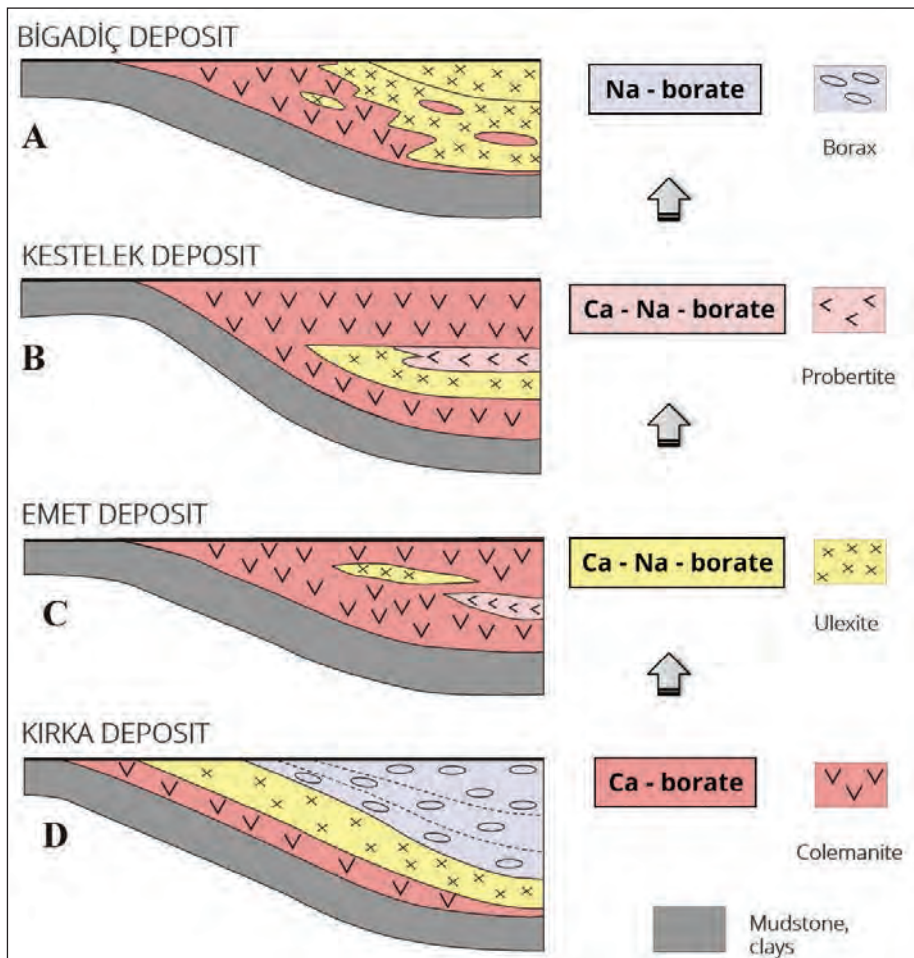 BİGADİÇ DEPOSIT
A
Na - borate
Borax
KESTELEK DEPOSIT
B
Ca - Na - borate
Probertite
EMET DEPOSIT
C
Ca - Na - borate
Ulexite
KIRKA DEPOSIT
D
Ca - borate
Colemanite
Mudstone,
clays